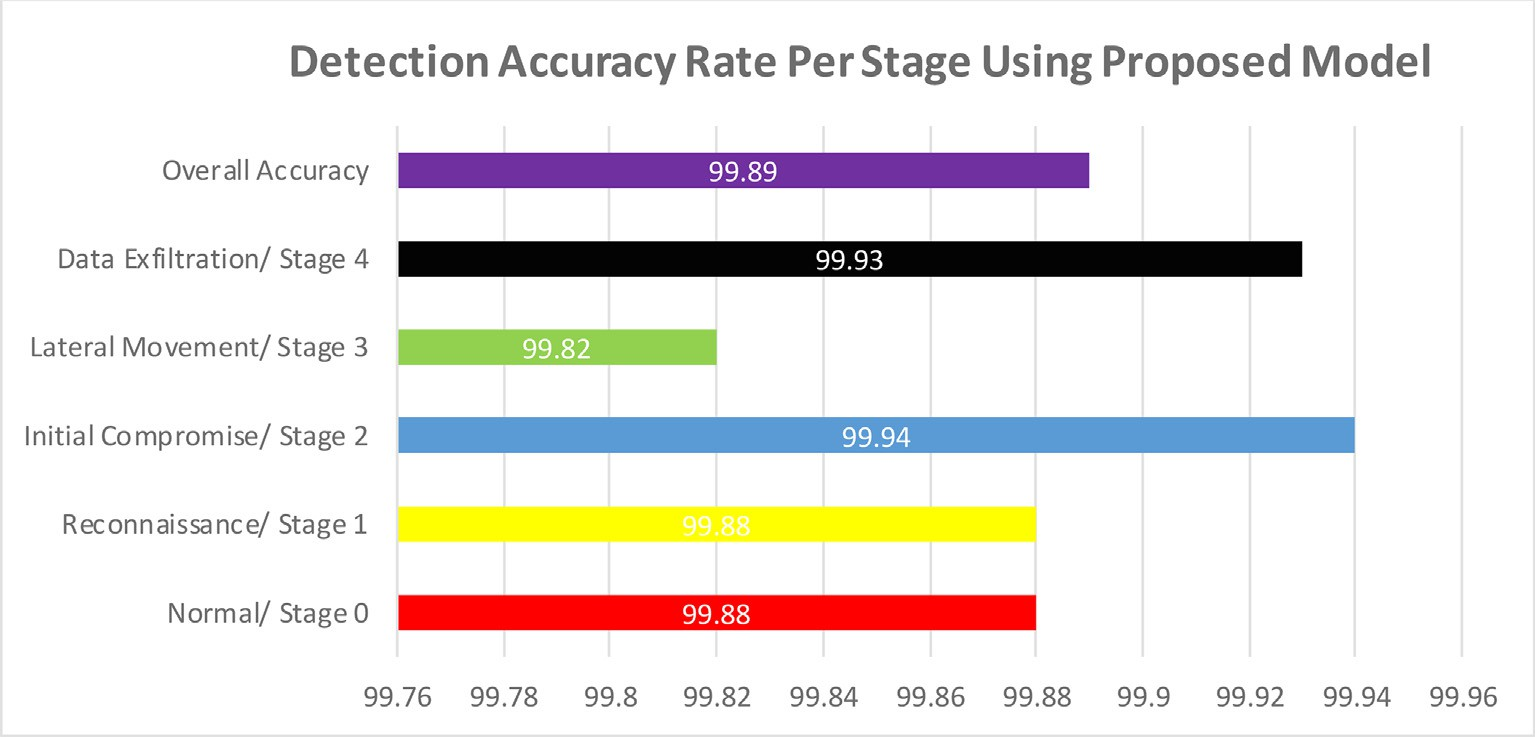 Detection Accuracy Rate Per Stage Using Proposed Model
Overall Accuracy
99.89
Data Exfiltration/ Stage 4
99.93
Lateral Movement/ Stage 3
99.82
Initial Compromise/ Stage 2
99.94
Reconnaissance/ Stage 1
99.88
Normal/ Stage 0
99.88
99.76 99.78 99.8 99.82 99.84 99.86 99.88 99.9 99.92 99.94 99.96